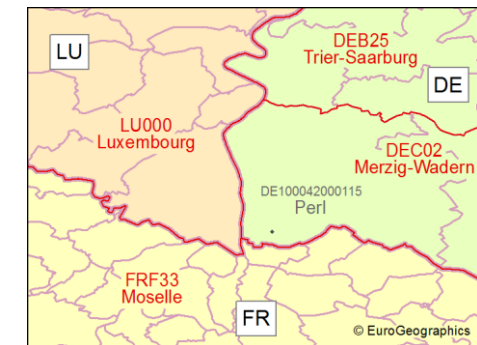 DEB25
Trier-Saarburg
LU
DE
LU000
Luxembourg
DEC02
Merzig-Wadern
DE100042000115
Perl
FRF33
Moselle
FR
© EuroGeographics